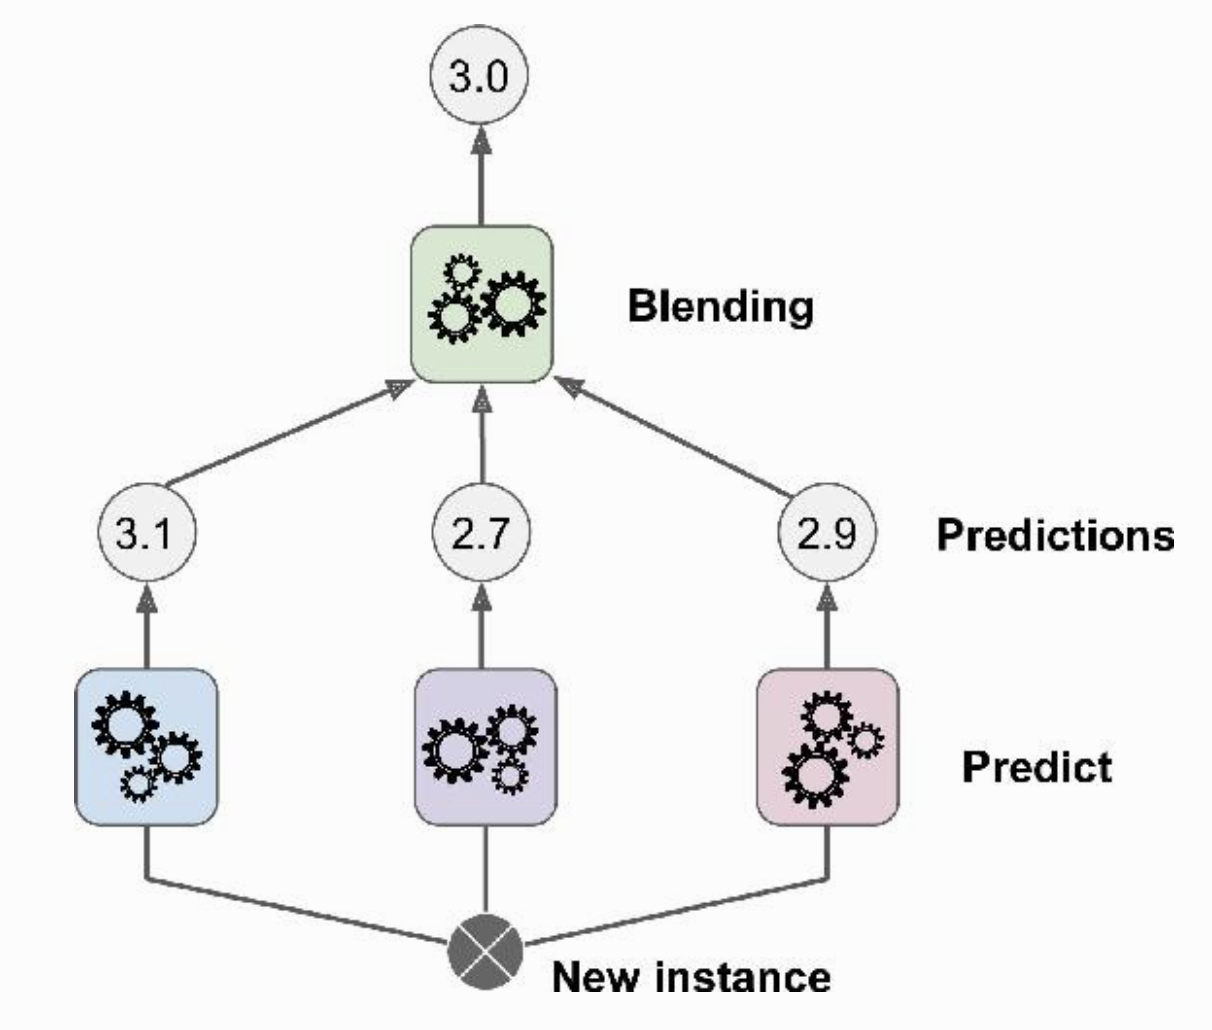 3.0
Blending
3.1
2.7
2.9
Predictions
Predict
New instance